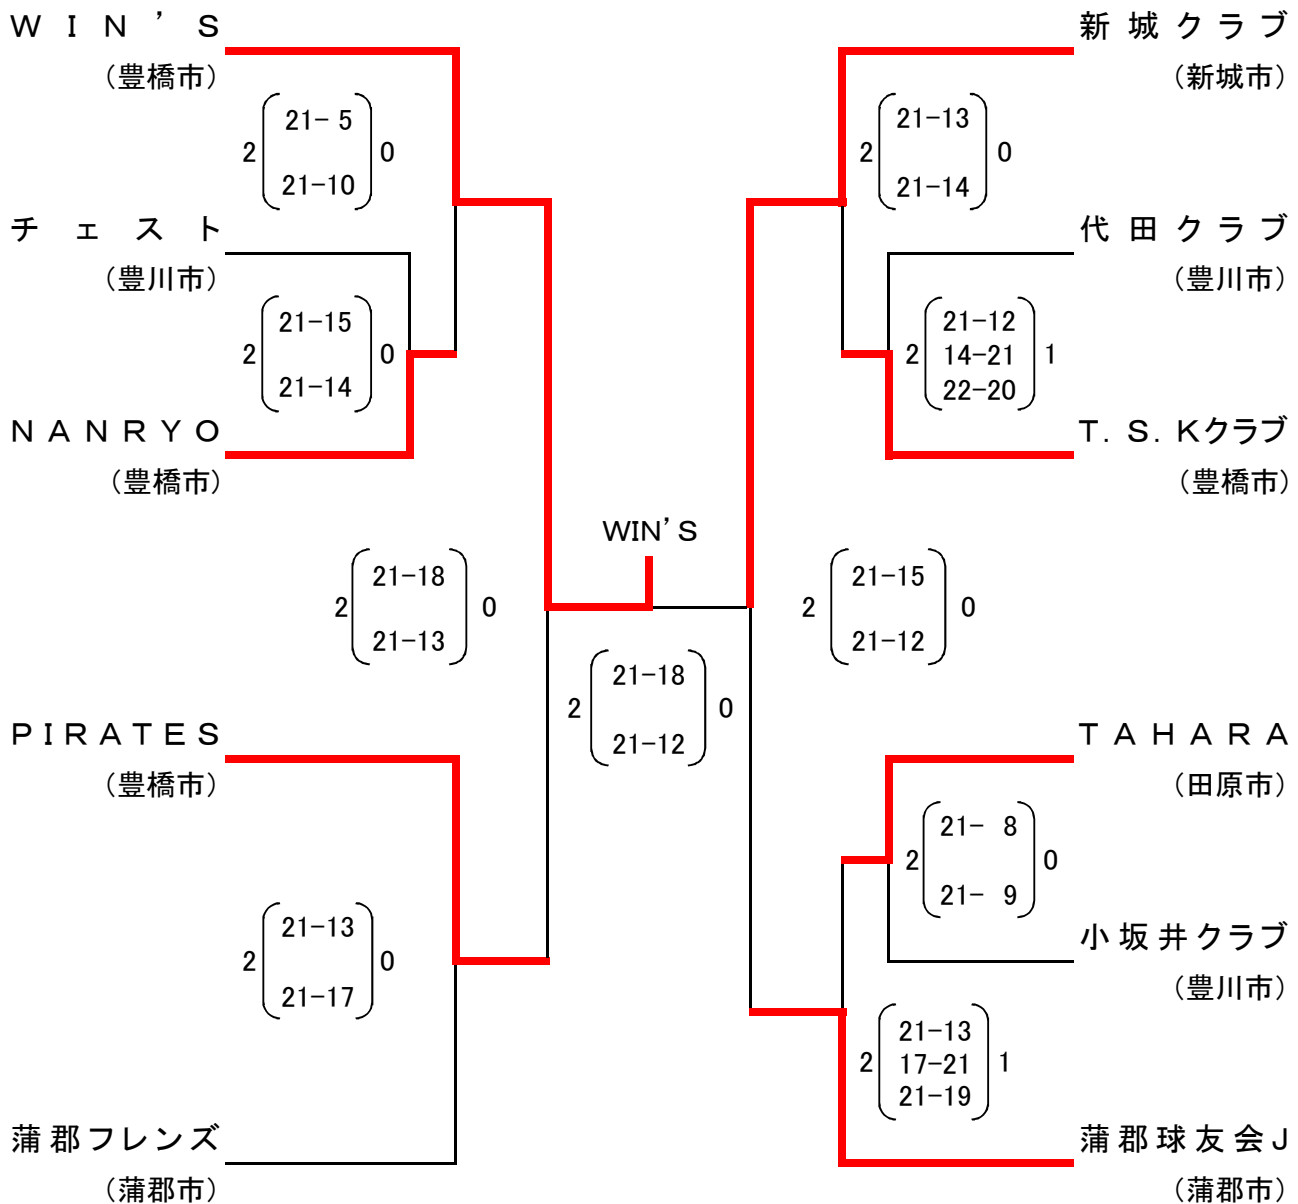 WIN'S
(豊橋市)
2 21- 5 0
21-10
チェスト
(豊川市)
2 21-15 0
21-14
NANRYO
(豊橋市)
2 21-18 0
21-13
PIRATES
(豊橋市)
2 21-13 0
21-17
蒲郡フレンズ
(蒲郡市)
WIN'S
2 21-18 0
21-12
新城クラブ
(新城市)
2 21-13 0
21-14
代田クラブ
(豊川市)
21-12
2 14-21 1
22-20
T.S.Kクラブ
(豊橋市)
2 21-15 0
21-12
TAHARA
(田原市)
2 21- 8 0
21- 9
小坂井クラブ
(豊川市)
21-13
2 17-21 1
21-19
蒲郡球友会J
(蒲郡市)